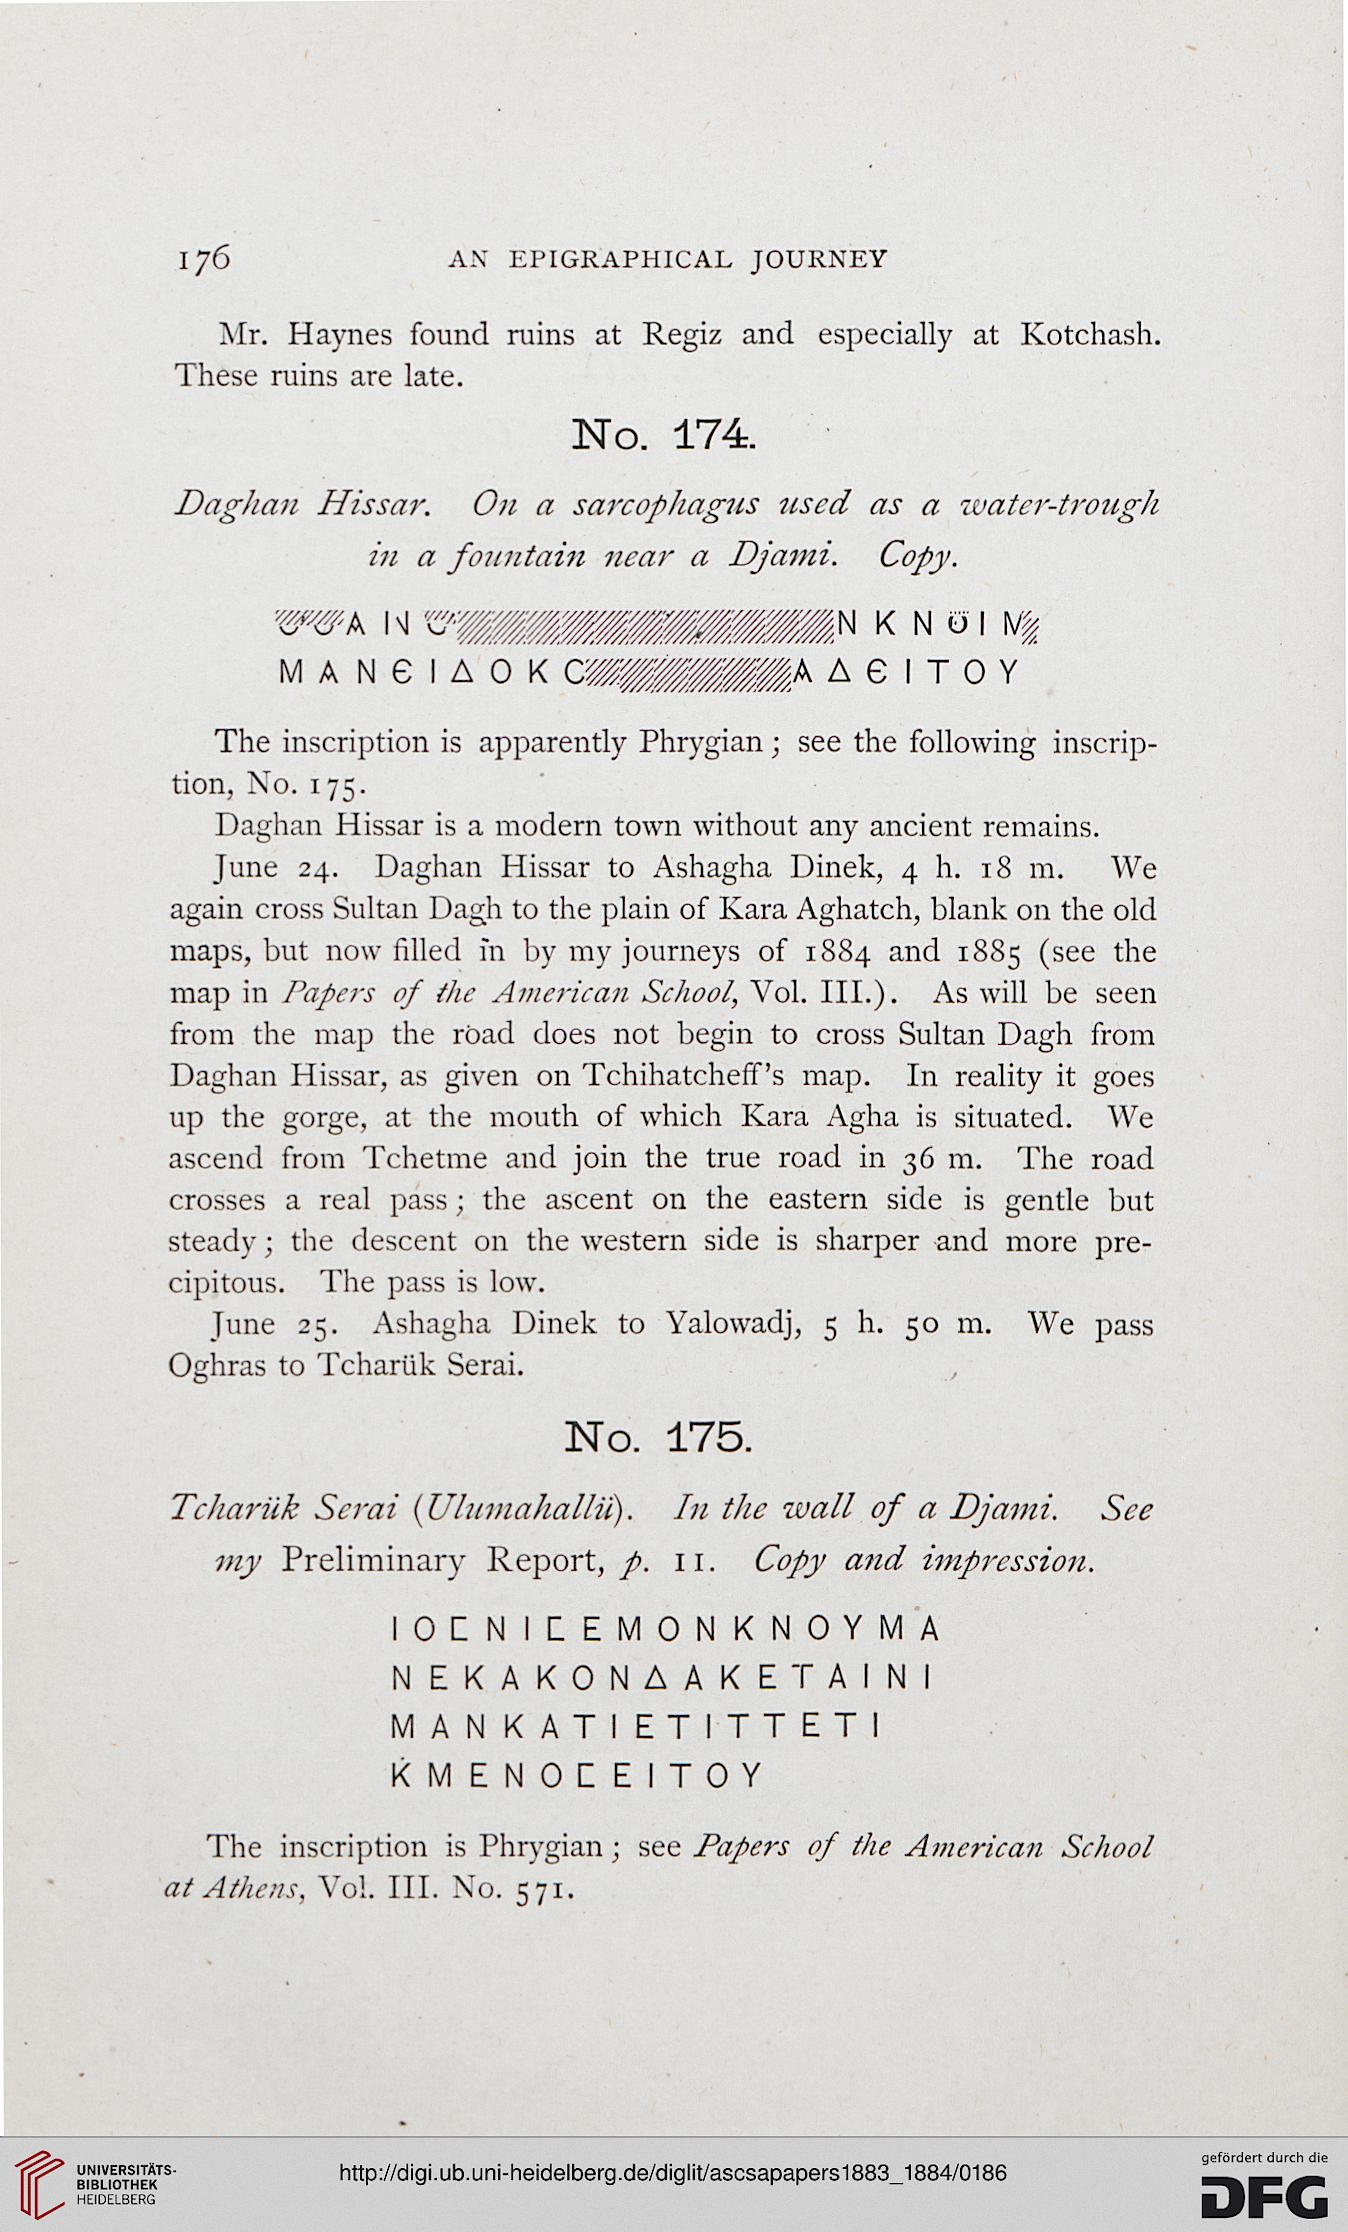 176 AN EPIGRAPHICAL JOURNEY
Mr. Haynes found ruins at Regiz and especially at Kotchash.
These ruins are late.
No. 174.
Daghan Hissar. On a sarcophagus used as a water-trough
in a fountain near a Djami. Copy.
Α Ι Ν Ν Κ Ν Ι
Μ Α Ν Є Ι Δ Ο Κ C Α Δ Є Ι Τ Ο Υ
The inscription is apparently Phrygian; see the following inscrip-
tion, No. 175.
Daghan Hissar is a modern town without any ancient remains.
June 24. Daghan Hissar to Ashagha Dinek, 4 h. 18 m. We
again cross Sultan Dagh to the plain of Kara Aghatch, blank on the old
maps, but now filled in by my journeys of 1884 and 1885 (see the
map in Papers of the American School, Vol. III.). As will be seen
from the map the road does not begin to cross Sultan Dagh from
Daghan Hissar, as given on Tchihatcheff's map. In reality it goes
up the gorge, at the mouth of which Kara Agha is situated. We
ascend from Tchetme and join the true road in 36 m. The road
crosses a real pass; the ascent on the eastern side is gentle but
steady; the descent on the western side is sharper and more pre-
cipitous. The pass is low.
June 25. Ashagha Dinek to Yalowadj, 5 h. 50 m. We pass
Oghras to Tcharük Serai.
No. 175.
Tcharük Serai (Ulumahallü). In the wall of a Djami. See
my Preliminary Report, p. 11. Copy and impression.
Ι Ο [ Ν Ι [ Ε Μ Ο Ν Κ Ν Ο Υ Μ Α
Ν Ε Κ Α Κ Ο Ν Δ Α Κ Ε Τ Α Ι Ν Ι
Μ Α Ν Κ Α Τ Ι Ε Τ Ι Τ Τ Ε Τ Ι
Κ Μ Ε Ν Ο [ Ε Ι Τ Ο Υ
The inscription is Phrygian; see Papers of the American School
at Athens, Vol. III. No. 571.
UNIVERSITÄTS-
BIBLIOTHEK
HEIDELBERG
http://digi.ub.uni-heidelberg.de/diglit/ascsapapers1883_1884/0186
gefördert durch die
DFG